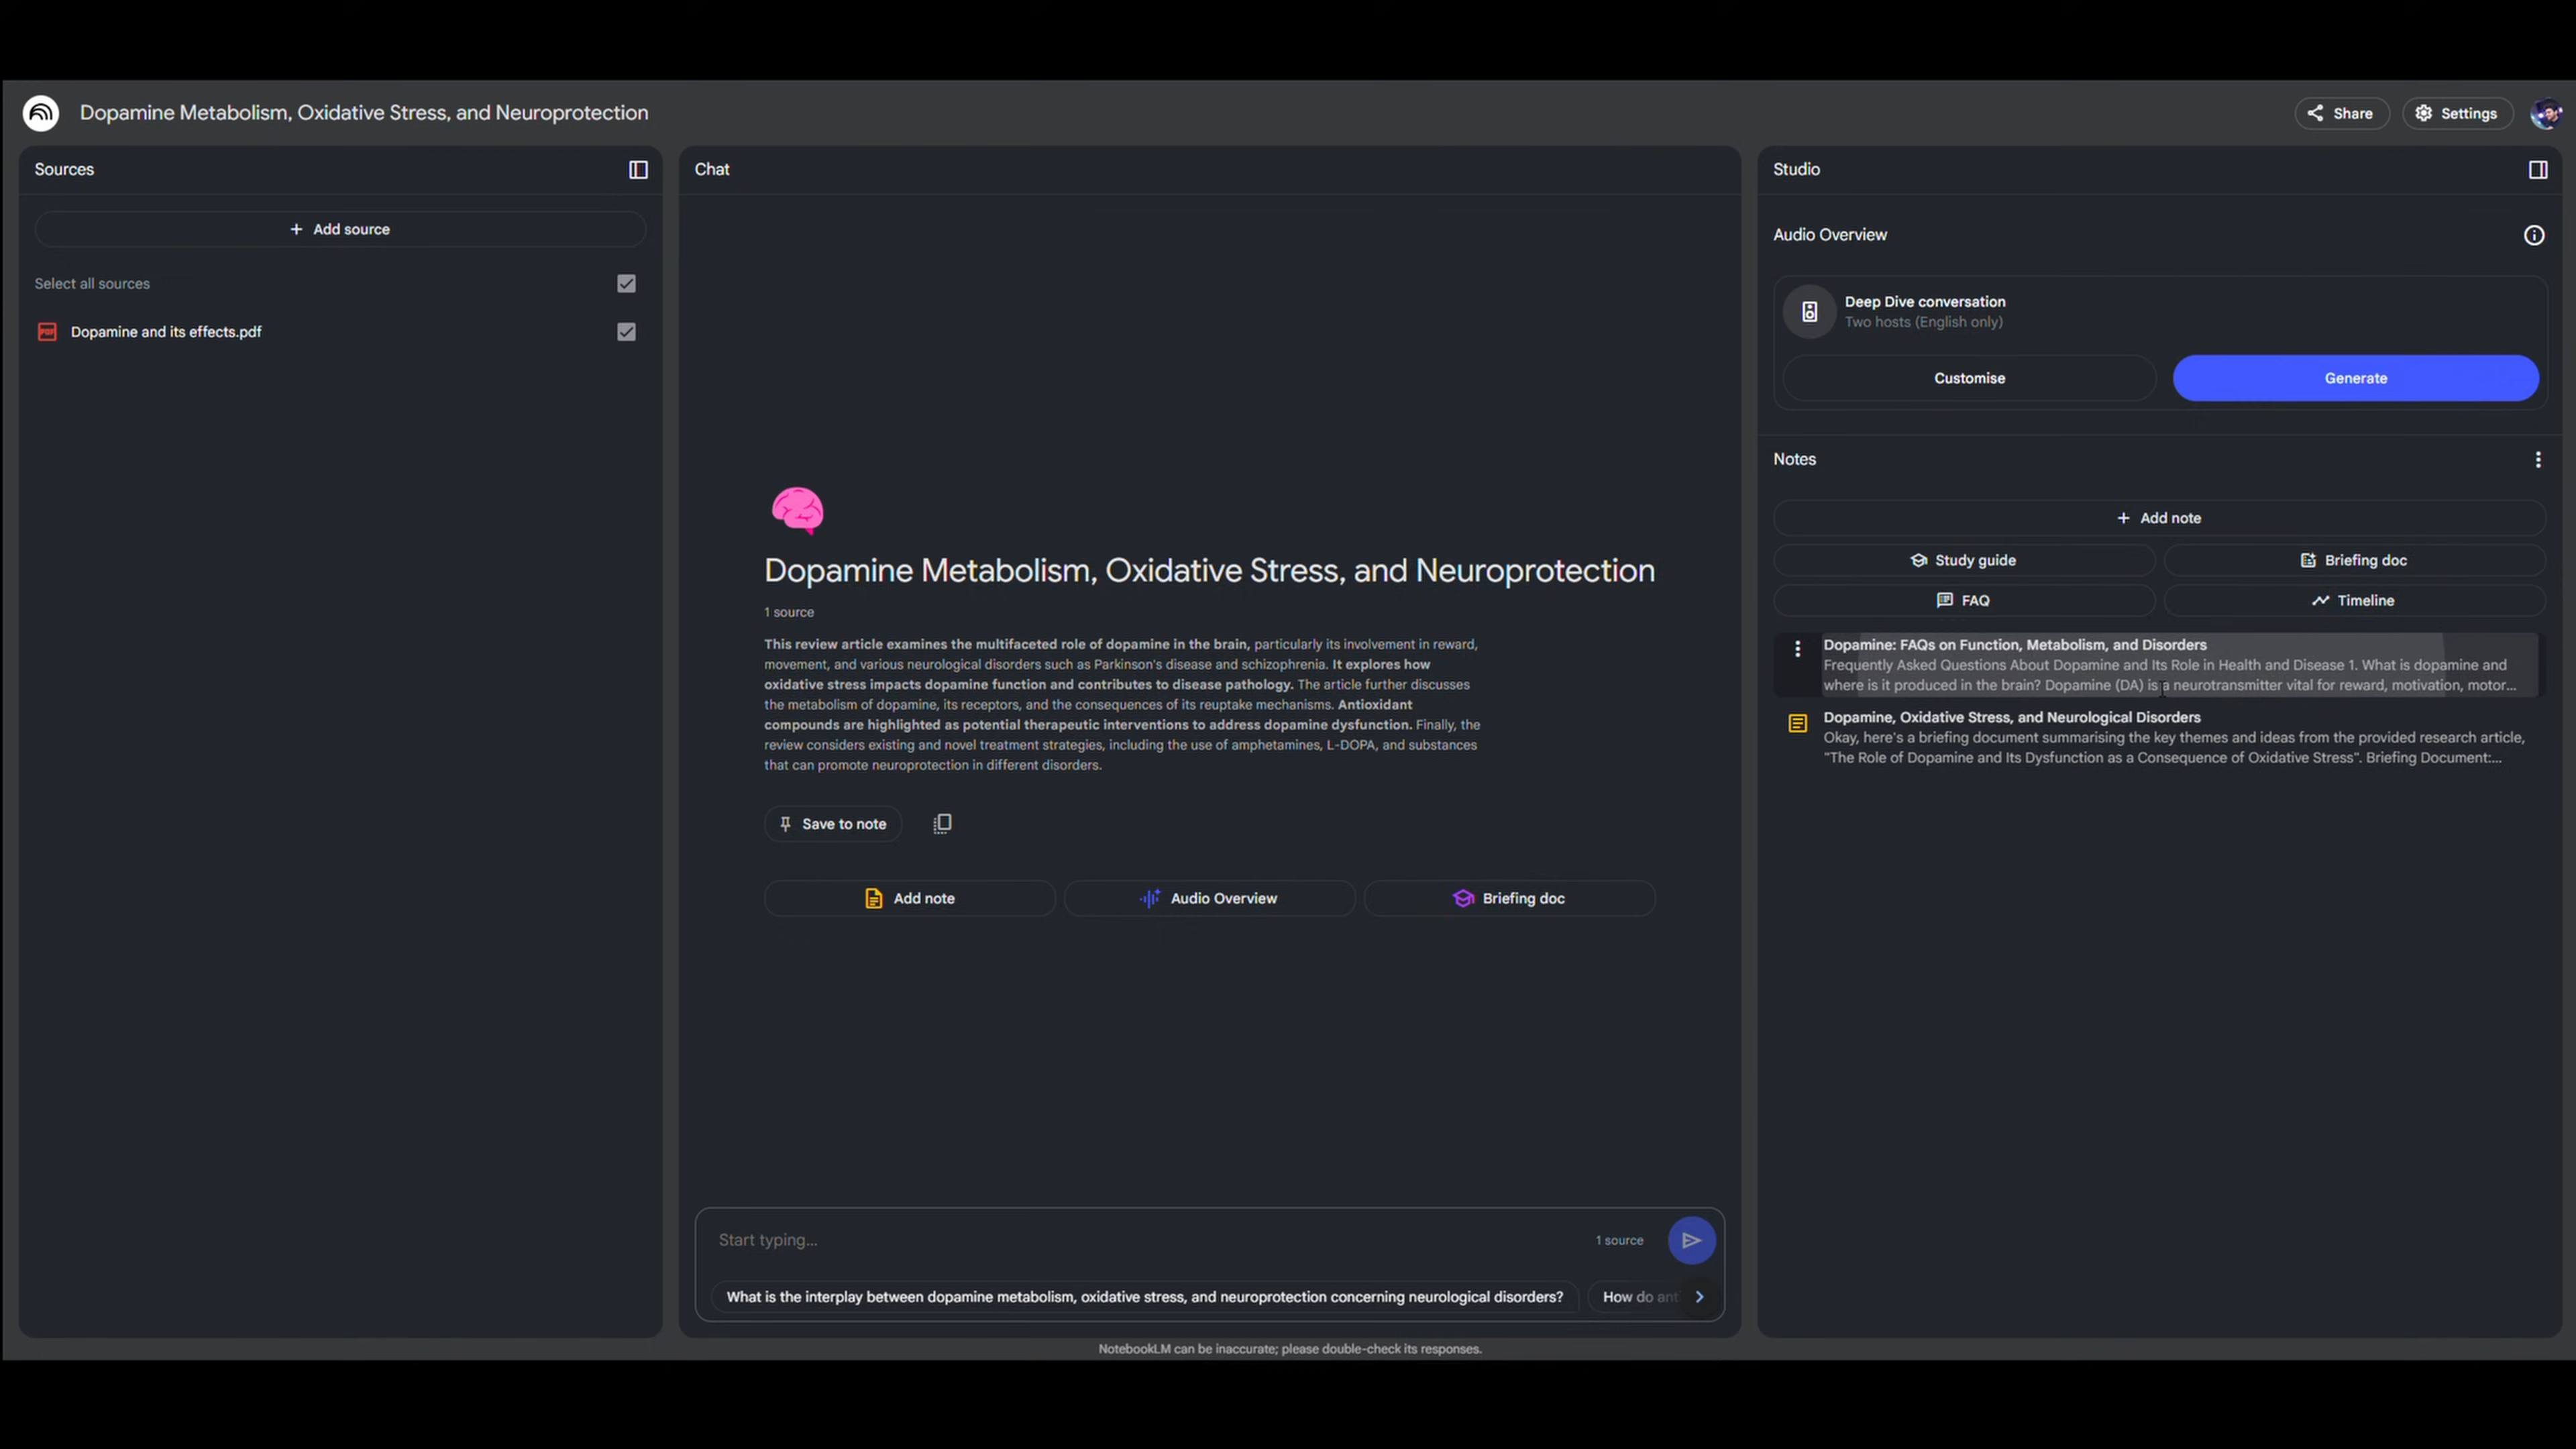 Dopamine Metabolism, Oxidative Stress, and Neuroprotection
Share
Settings
Sources
Add source
Select all sources
PDF
Dopamine and its effects.pdf
Chat
Dopamine Metabolism, Oxidative Stress, and Neuroprotection
1 source
This review article examines the multifaceted role of dopamine in the brain, particularly its involvement in reward,
movement, and various neurological disorders such as Parkinson's disease and schizophrenia. It explores how
oxidative stress impacts dopamine function and contributes to disease pathology. The article further discusses
the metabolism of dopamine, its receptors, and the consequences of its reuptake mechanisms. Antioxidant
compounds are highlighted as potential therapeutic interventions to address dopamine dysfunction. Finally, the
review considers existing and novel treatment strategies, including the use of amphetamines, L-DOPA, and substances
that can promote neuroprotection in different disorders.
Save to note
Add note
Audio Overview
Briefing doc
Start typing...
1 source
What is the interplay between dopamine metabolism, oxidative stress, and neuroprotection concerning neurological disorders?
How do ant
Studio
Audio Overview
Deep Dive conversation
Two hosts (English only)
Customise
Generate
Notes
Add note
Study guide
Briefing doc
FAQ
Timeline
Dopamine: FAQs on Function, Metabolism, and Disorders
Frequently Asked Questions About Dopamine and Its Role in Health and Disease 1. What is dopamine and
where is it produced in the brain? Dopamine (DA) is a neurotransmitter vital for reward, motivation, motor...
Dopamine, Oxidative Stress, and Neurological Disorders
Okay, here's a briefing document summarising the key themes and ideas from the provided research article,
"The Role of Dopamine and Its Dysfunction as a Consequence of Oxidative Stress". Briefing Document:...
NotebookLM can be inaccurate; please double-check its responses.